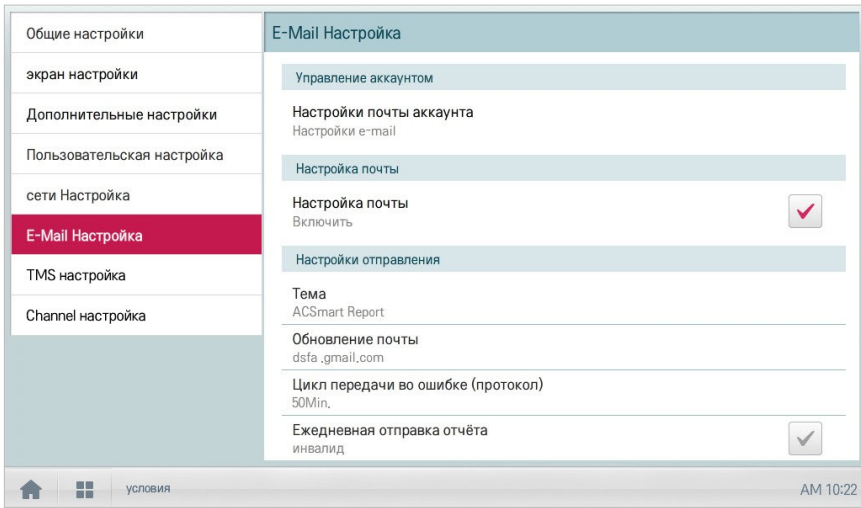 Общие настройки
экран настройки
Дополнительные настройки
Пользовательская настройка
сети Настройка
E-Mail Настройка
TMS настройка
Channel настройка
E-Mail Настройка
Управление аккаунтом
Настройки почты аккаунта
Настройки e-mail
Настройка почты
Настройка почты
Включить
Настройки отправления
Тема
ACSmart Report
Обновление почты
dsfa .gmail.com
Цикл передачи во ошибке (протокол)
50Min.
Ежедневная отправка отчёта
инвалид
условия
AM 10:22